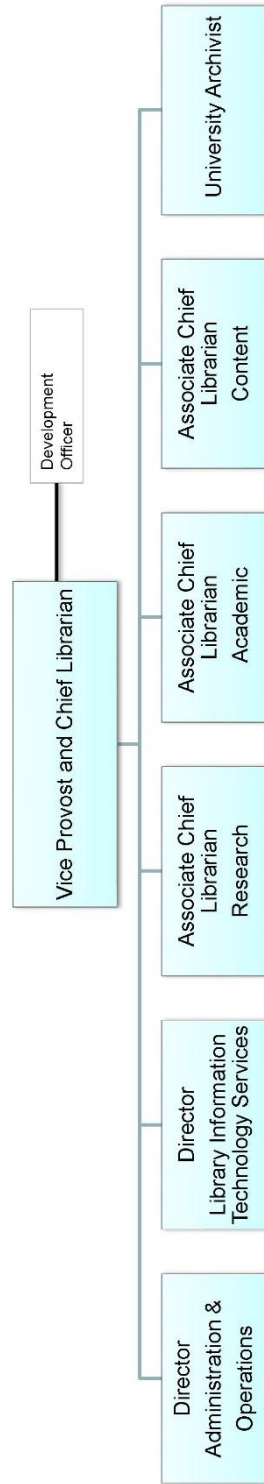 Vice Provost and Chief Librarian
Development
Officer
Director
Administration &
Operations
Director
Library Information
Technology Services
Associate Chief
Librarian
Research
Associate Chief
Librarian
Academic
Associate Chief
Librarian
Content
University Archivist